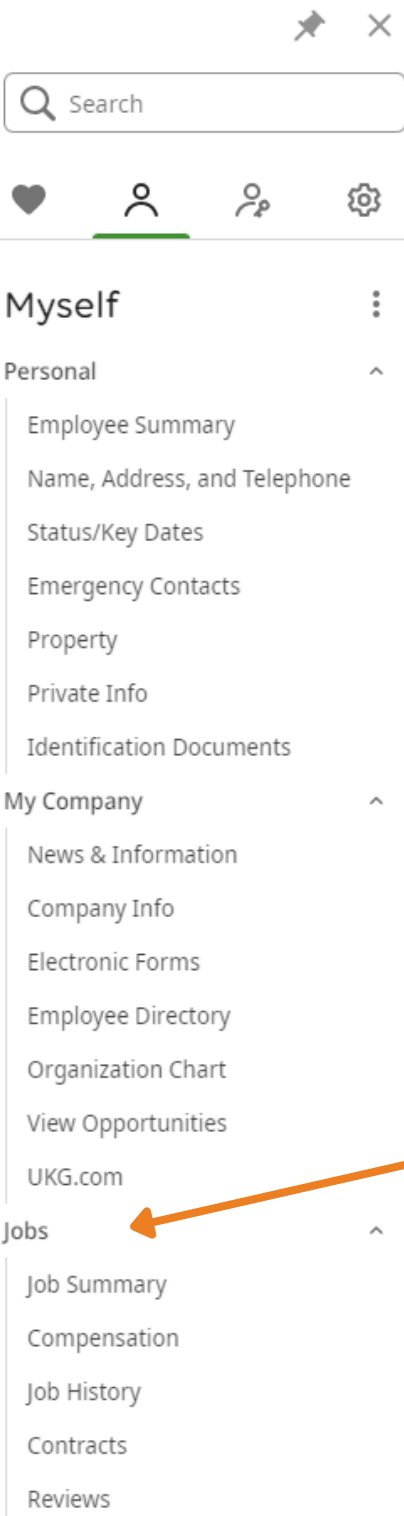 Search
Myself
Personal
Employee Summary
Name, Address, and Telephone
Status/Key Dates
Emergency Contacts
Property
Private Info
Identification Documents
My Company
News & Information
Company Info
Electronic Forms
Employee Directory
Organization Chart
View Opportunities
UKG.com
Jobs
Job Summary
Compensation
Job History
Contracts
Reviews